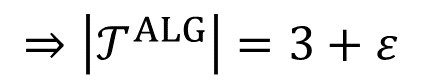 ⇒ |𝒯^ALG| = 3 + ε